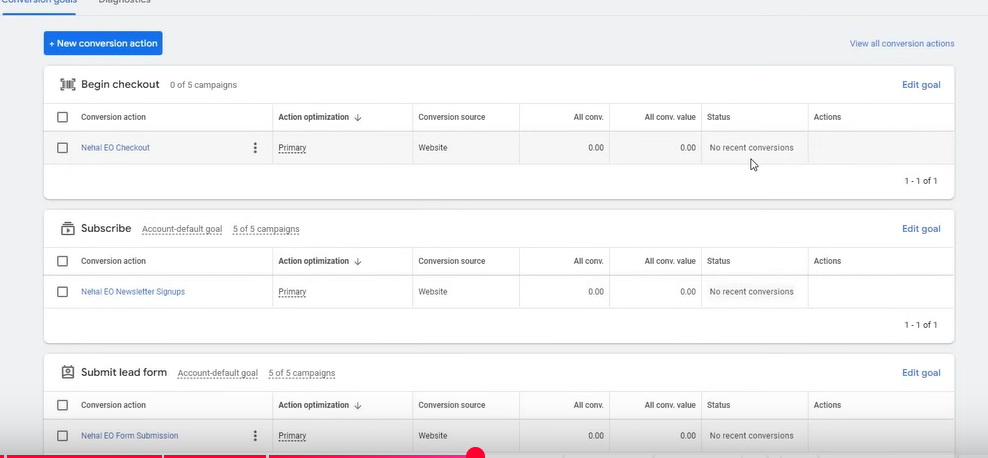 Conversion goals Diagnostics
+ New conversion action View all conversion actions
Begin checkout 0 of 5 campaigns Edit goal
Conversion action Action optimization Conversion source All conv. All conv. value Status Actions
Nehal EO Checkout Primary Website 0.00 0.00 No recent conversions
1 - 1 of 1
Subscribe Account-default goal 5 of 5 campaigns Edit goal
Conversion action Action optimization Conversion source All conv. All conv. value Status Actions
Nehal EO Newsletter Signups Primary Website 0.00 0.00 No recent conversions
1 - 1 of 1
Submit lead form Account-default goal 5 of 5 campaigns Edit goal
Conversion action Action optimization Conversion source All conv. All conv. value Status Actions
Nehal EO Form Submission Primary Website 0.00 0.00 No recent conversions